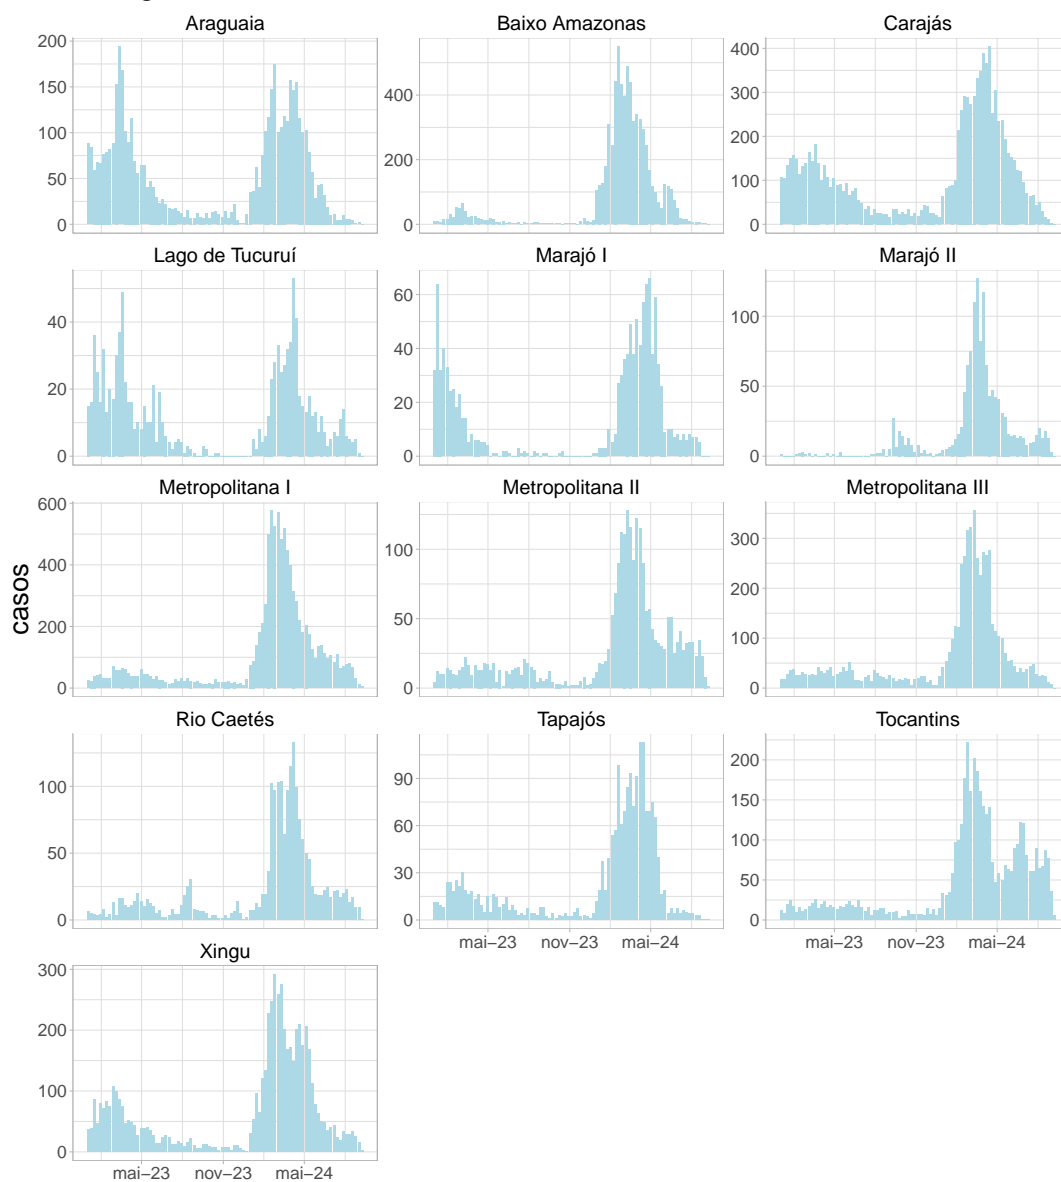 Araguaia
Baixo Amazonas
Carajás
200
150
100
50
0
400
200
0
400
300
200
100
0
Lago de Tucuruí
Marajó I
Marajó II
40
20
0
60
40
20
0
100
50
0
Metropolitana I
Metropolitana II
Metropolitana III
600
400
200
0
100
50
0
300
200
100
0
casos
Rio Caetés
Tapajós
Tocantins
100
50
0
90
60
30
0
200
150
100
50
0
mai–23 nov–23 mai–24
mai–23 nov–23 mai–24
Xingu
300
200
100
0
mai–23 nov–23 mai–24